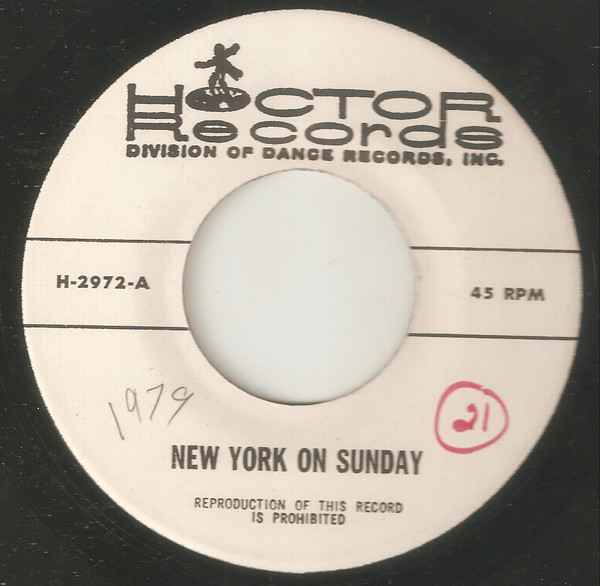 HOCTOR
Records
DIVISION OF DANCE RECORDS, INC.
H-2972-A
45 RPM
1979
21
NEW YORK ON SUNDAY
REPRODUCTION OF THIS RECORD
IS PROHIBITED